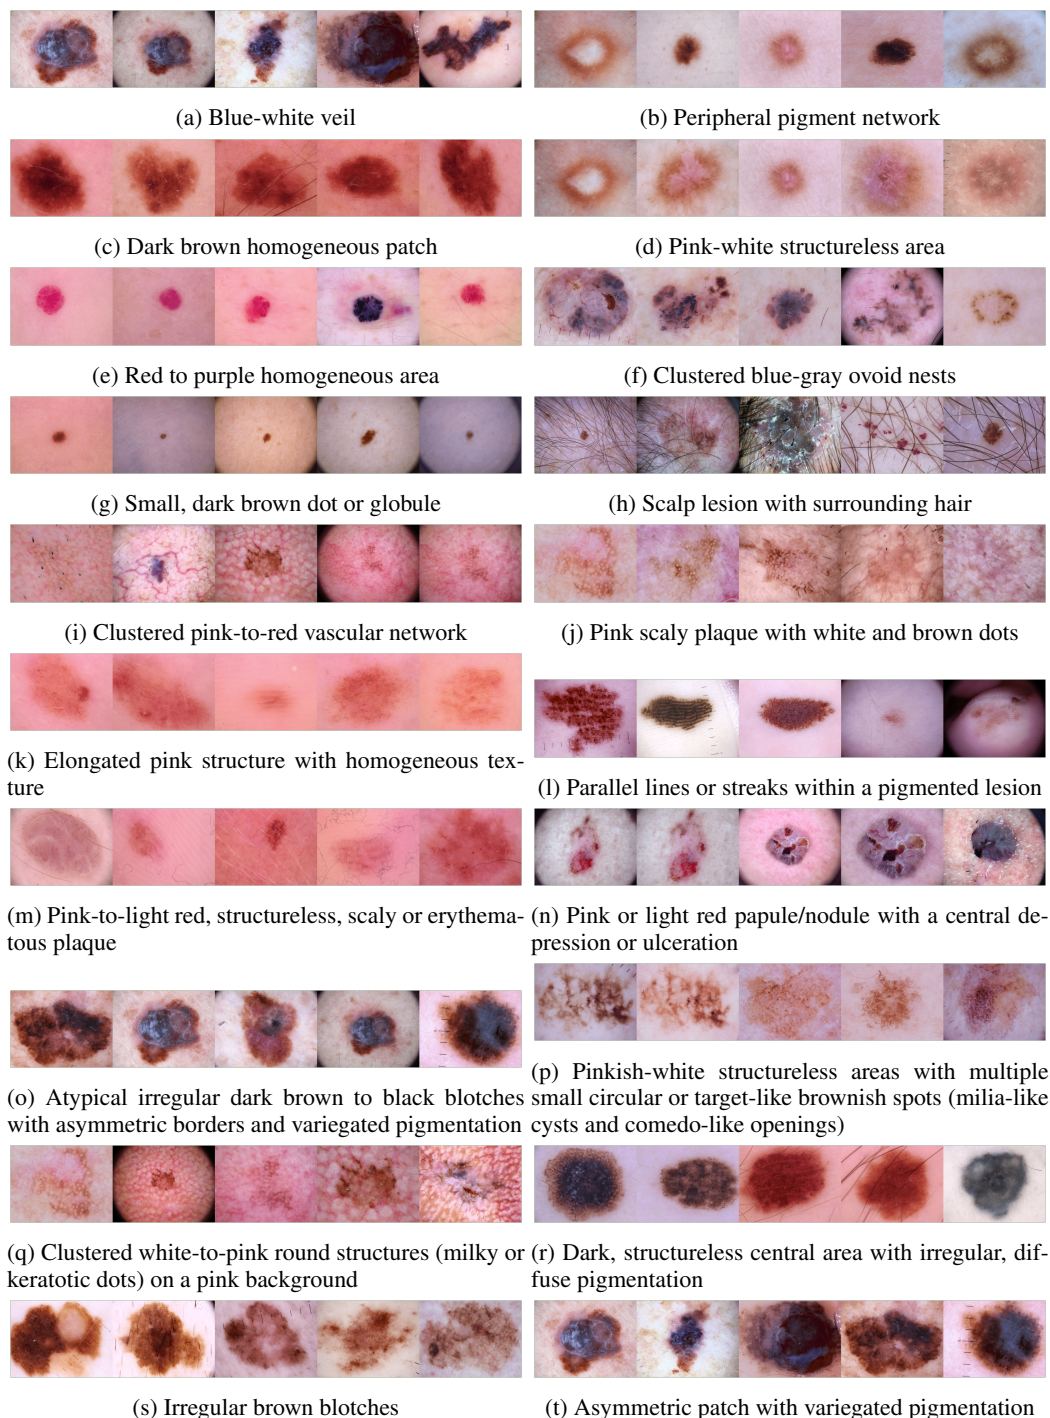 (a) Blue-white veil
(b) Peripheral pigment network
(c) Dark brown homogeneous patch
(d) Pink-white structureless area
(e) Red to purple homogeneous area
(f) Clustered blue-gray ovoid nests
(g) Small, dark brown dot or globule
(h) Scalp lesion with surrounding hair
(i) Clustered pink-to-red vascular network
(j) Pink scaly plaque with white and brown dots
(k) Elongated pink structure with homogeneous tex-
ture
(l) Parallel lines or streaks within a pigmented lesion
(m) Pink-to-light red, structureless, scaly or erythema-
tous plaque
(n) Pink or light red papule/nodule with a central de-
pression or ulceration
(o) Atypical irregular dark brown to black blotches
with asymmetric borders and variegated pigmentation
(p) Pinkish-white structureless areas with multiple
small circular or target-like brownish spots (milia-like
cysts and comedo-like openings)
(q) Clustered white-to-pink round structures (milky or
keratotic dots) on a pink background
(r) Dark, structureless central area with irregular, dif-
fuse pigmentation
(s) Irregular brown blotches
(t) Asymmetric patch with variegated pigmentation